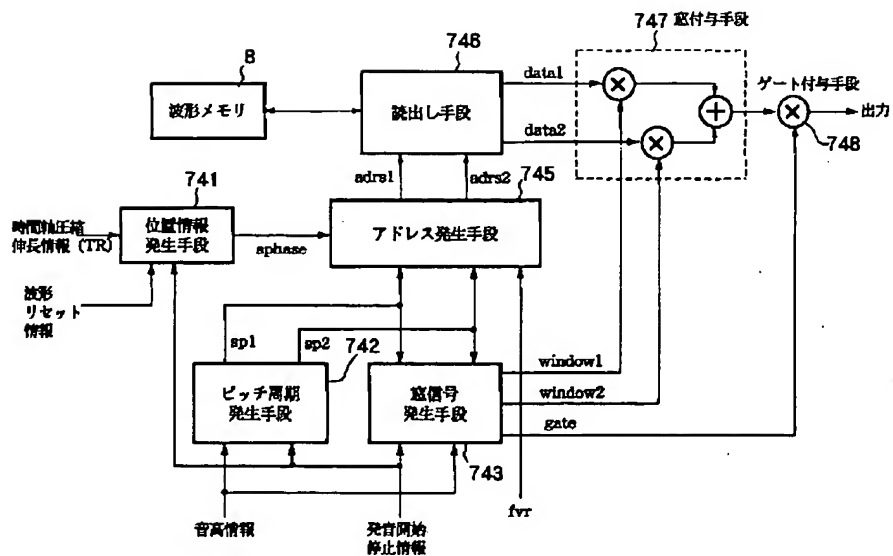 747 窓付与手段
746
8
data1
ゲート付与手段
波形メモリ
読出し手段
出力
data2
748
adrs1
adrs2
741
745
時間軸圧縮
伸長情報 (TR)
位置情報
発生手段
sphase
アドレス発生手段
波形
リセット
情報
sp1
sp2
742
window1
ピッチ周期
発生手段
窓信号
発生手段
window2
gate
743
音高情報
発音開始
停止情報
fvr